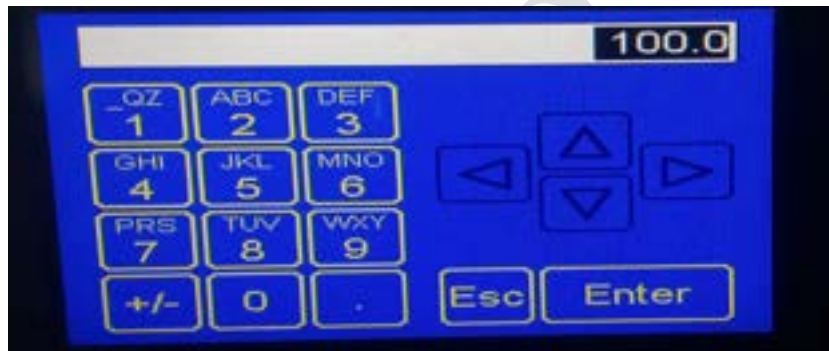 100.0
_QZ ABC DEF
1 2 3
GHI JKL MNO
4 5 6
PRS TUV WXY
7 8 9
+/- 0 . Esc Enter